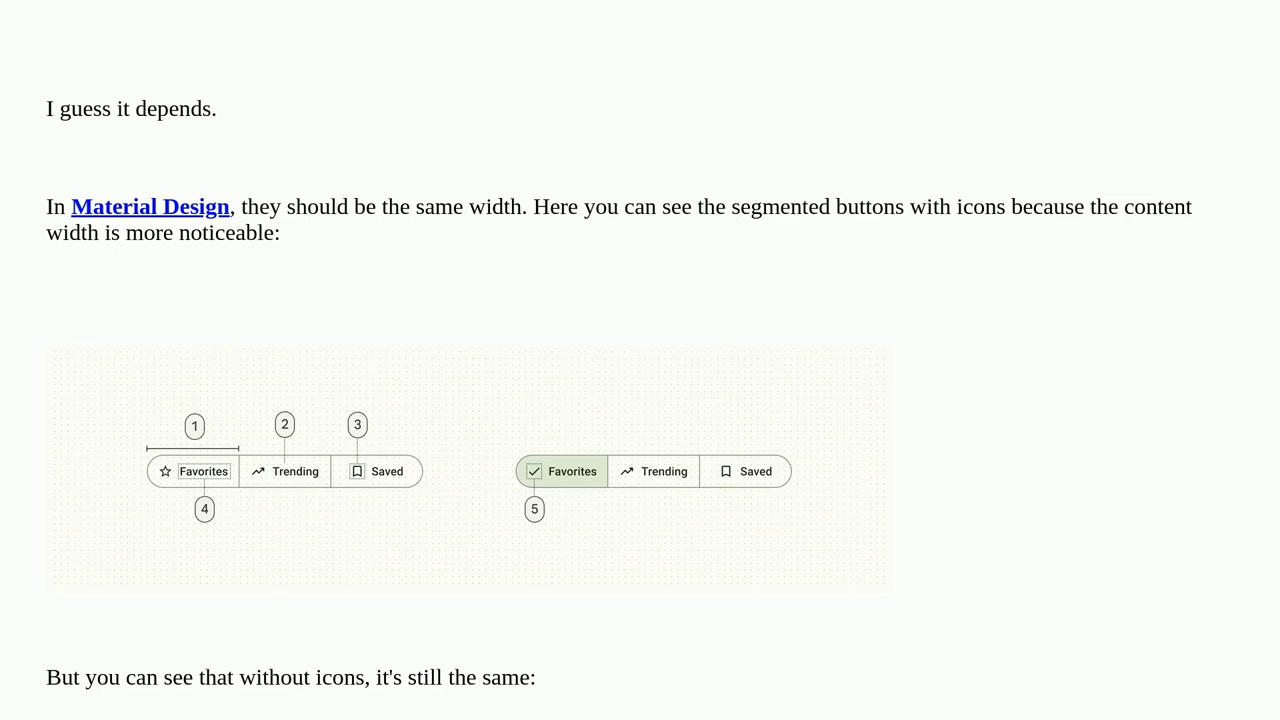 I guess it depends.
In Material Design, they should be the same width. Here you can see the segmented buttons with icons because the content
width is more noticeable:
1 2 3
Favorites Trending Saved
4
Favorites Trending Saved
5
But you can see that without icons, it's still the same: